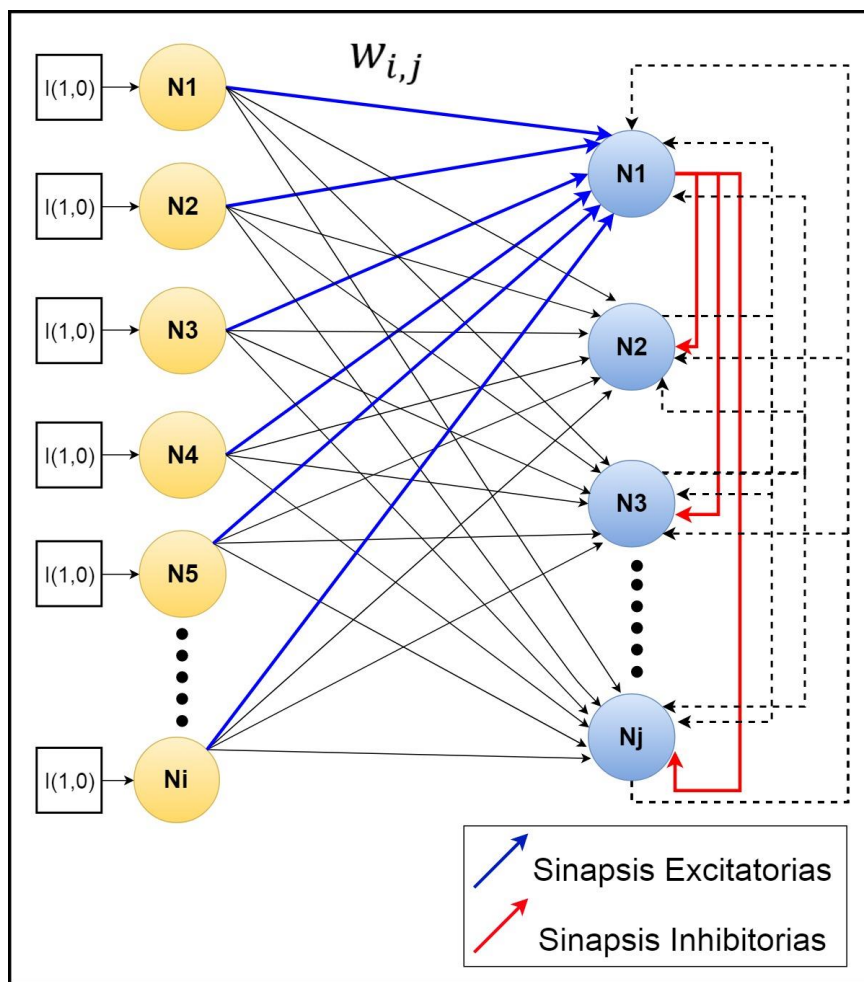 w_{i,j}
I(1,0)
N1
I(1,0)
N2
I(1,0)
N3
I(1,0)
N4
I(1,0)
N5
I(1,0)
Ni
N1
N2
N3
Nj
Sinapsis Excitatorias
Sinapsis Inhibitorias